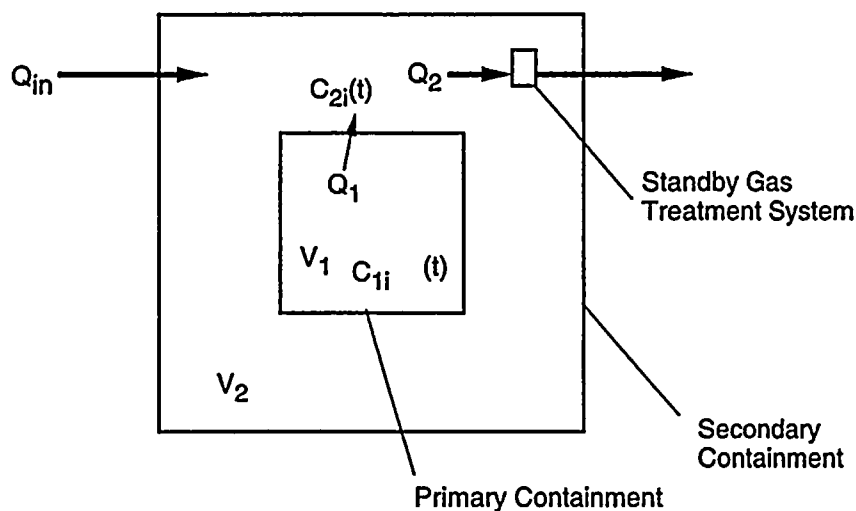 Q_in
Q_2
C_2i(t)
Q_1
Standby Gas
Treatment System
V_1
C_1i
(t)
V_2
Secondary
Containment
Primary Containment